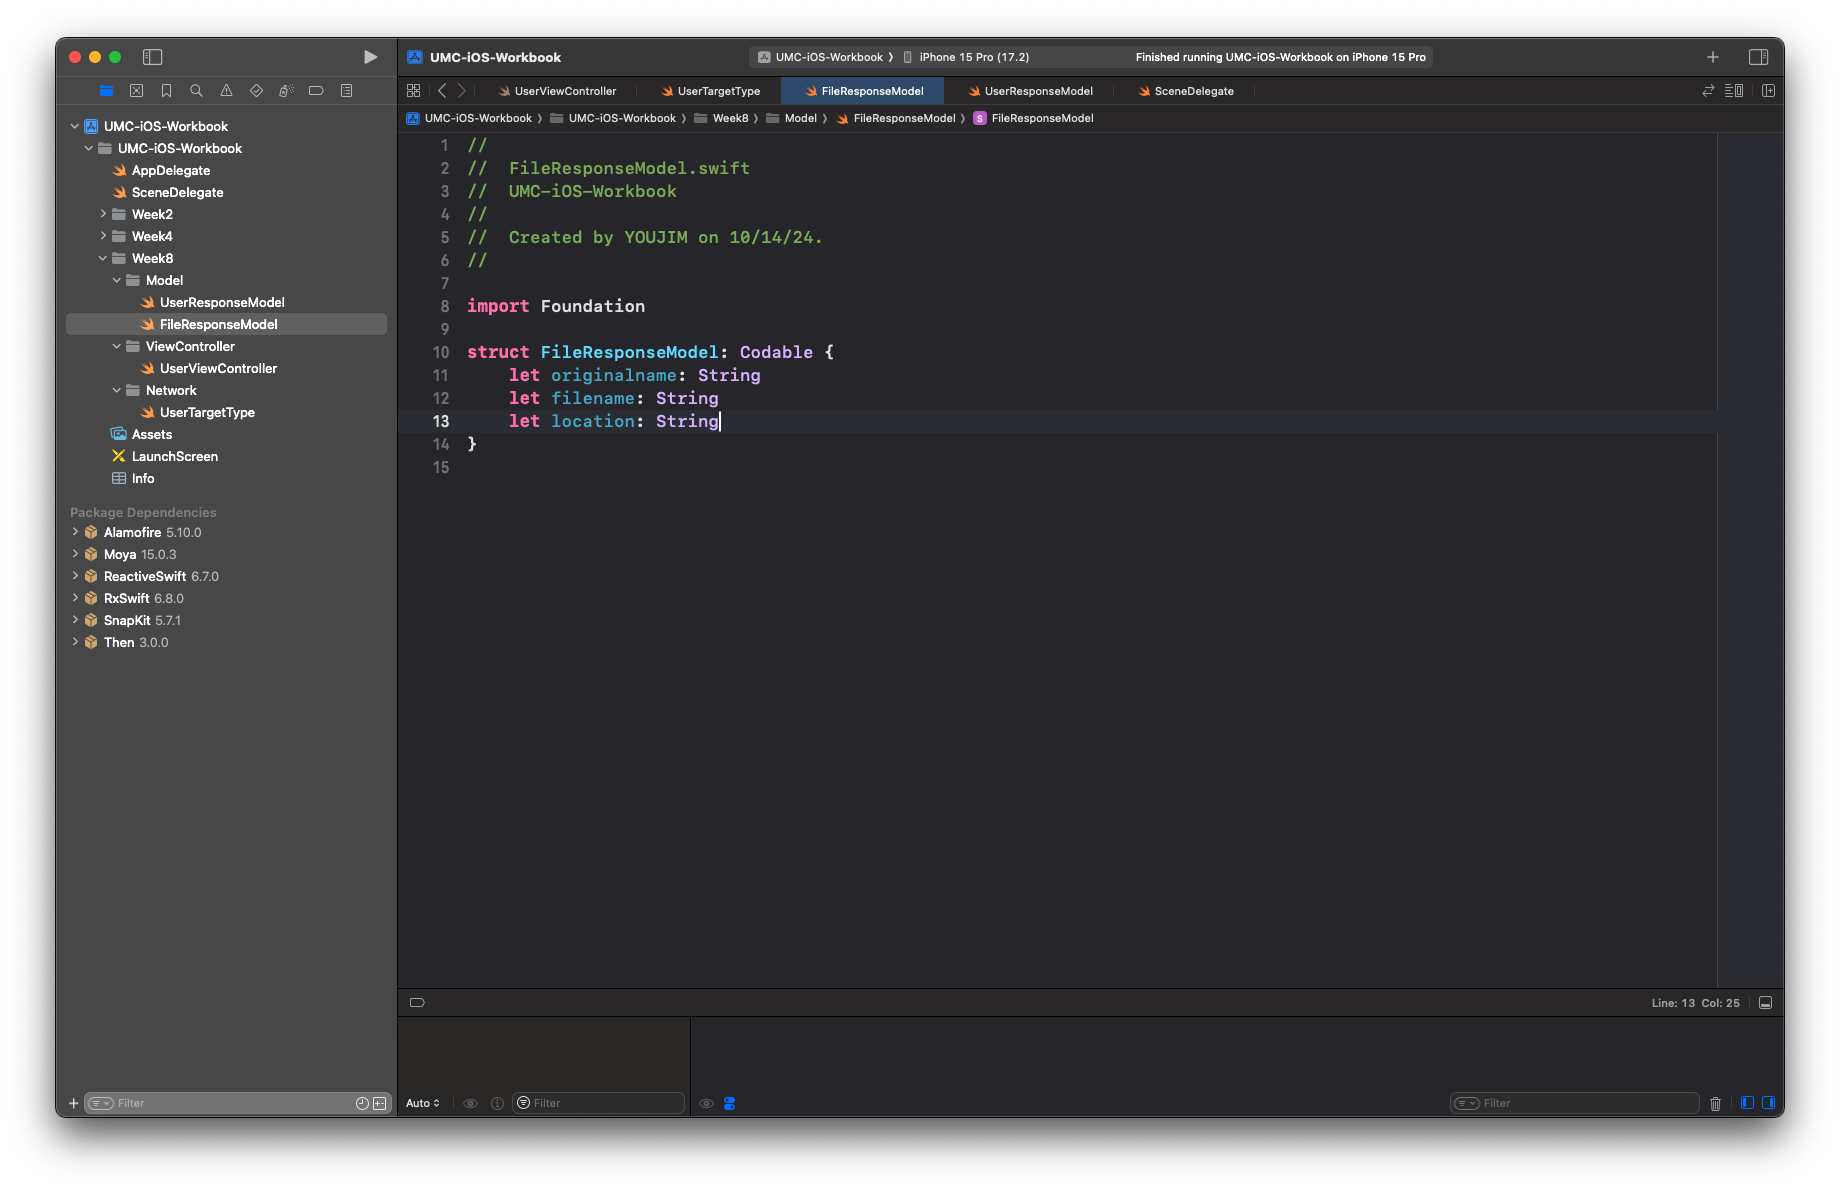 UMC-iOS-Workbook
UMC-iOS-Workbook
AppDelegate
SceneDelegate
Week2
Week4
Week8
Model
UserResponseModel
FileResponseModel
ViewController
UserViewController
Network
UserTargetType
Assets
LaunchScreen
Info
Package Dependencies
Alamofire 5.10.0
Moya 15.0.3
ReactiveSwift 6.7.0
RxSwift 6.8.0
SnapKit 5.7.1
Then 3.0.0
Filter
UMC-iOS-Workbook
UMC-iOS-Workbook 〉 iPhone 15 Pro (17.2)
Finished running UMC-iOS-Workbook on iPhone 15 Pro
UserViewController UserTargetType FileResponseModel UserResponseModel SceneDelegate
UMC-iOS-Workbook 〉 UMC-iOS-Workbook 〉 Week8 〉 Model 〉 FileResponseModel 〉 S FileResponseModel
1 //
2 //  FileResponseModel.swift
3 //  UMC-iOS-Workbook
4 //
5 //  Created by YOUJIM on 10/14/24.
6 //
7
8 import Foundation
9
10 struct FileResponseModel: Codable {
11     let originalname: String
12     let filename: String
13     let location: String
14 }
15
Line: 13 Col: 25
Auto Filter Filter